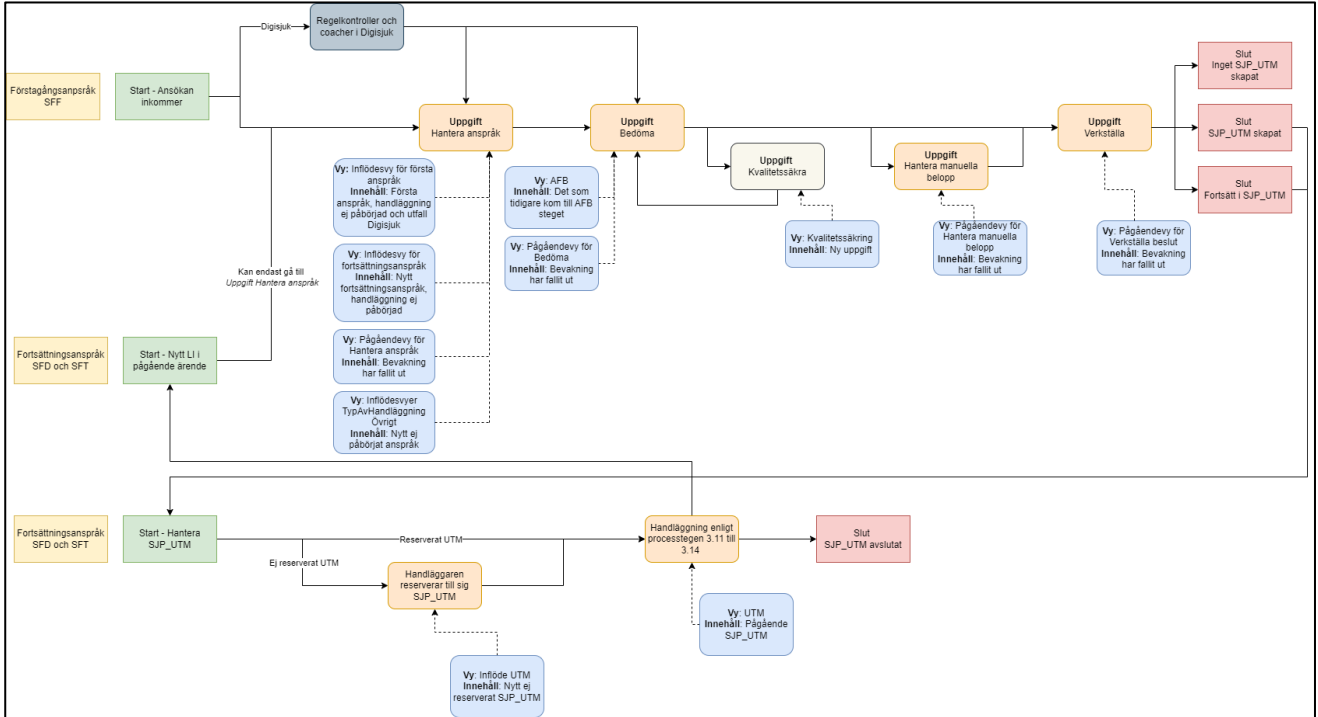 Digisjuk
Regelkontroller och
coacher i Digisjuk
Förstagångsanpsråk
SFF
Start - Ansökan
inkommer
Uppgift
Hantera anspråk
Uppgift
Bedöma
Uppgift
Kvalitetssäkra
Uppgift
Hantera manuella
belopp
Uppgift
Verkställa
Slut
Inget SJP_UTM
skapat
Slut
SJP_UTM skapat
Slut
Fortsätt i SJP_UTM
Vy: Inflödesvy för första
anspråk
Innehåll: Första
anspråk, handläggning
ej påbörjad och utfall
Digisjuk
Vy: AFB
Innehåll: Det som
tidigare kom till AFB
steget
Vy: Pågåendevy för
Bedöma
Innehåll: Bevakning
har fallit ut
Vy: Kvalitetssäkring
Innehåll: Ny uppgift
Vy: Pågåendevy för
Hantera manuella
belopp
Innehåll: Bevakning
har fallit ut
Vy: Pågåendevy för
Verkställa beslut
Innehåll: Bevakning
har fallit ut
Kan endast gå till
Uppgift Hantera anspråk
Vy: Inflödesvy för
fortsättningsanspråk
Innehåll: Nytt
fortsättningsanspråk,
handläggning ej
påbörjad
Fortsättningsanspråk
SFD och SFT
Start - Nytt LI i
pågående ärende
Vy: Pågåendevy för
Hantera anspråk
Innehåll: Bevakning
har fallit ut
Vy: Inflödesvyer
TypAvHandläggning
Övrigt
Innehåll: Nytt ej
påbörjat anspråk
Fortsättningsanspråk
SFD och SFT
Start - Hantera
SJP_UTM
Reserverat UTM
Ej reserverat UTM
Handläggaren
reserverar till sig
SJP_UTM
Handläggning enligt
processtegen 3.11 till
3.14
Slut
SJP_UTM avslutat
Vy: UTM
Innehåll: Pågående
SJP_UTM
Vy: Inflöde UTM
Innehåll: Nytt ej
reserverat SJP_UTM